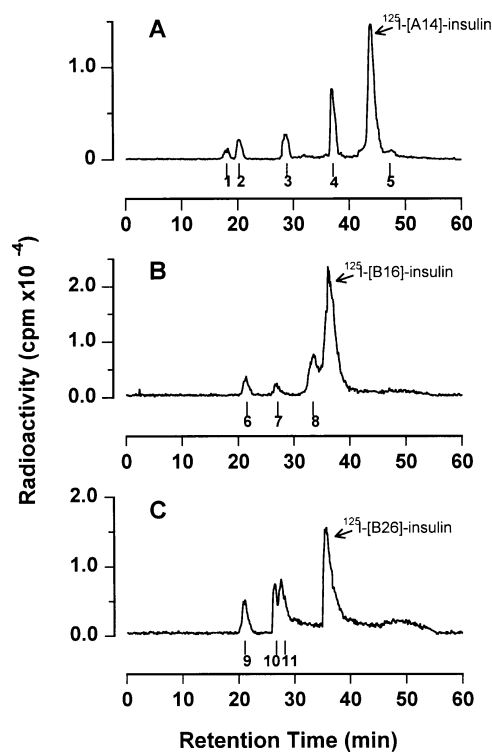 A
¹²⁵I-[A14]-insulin
1.0
0
1 2 3 4 5
0 10 20 30 40 50 60
B
¹²⁵I-[B16]-insulin
2.0
1.0
0.0
6 7 8
0 10 20 30 40 50 60
C
¹²⁵I-[B26]-insulin
2.0
1.0
0.0
9 10 11
0 10 20 30 40 50 60
Radioactivity (cpm x10 ⁻⁴)
Retention Time (min)